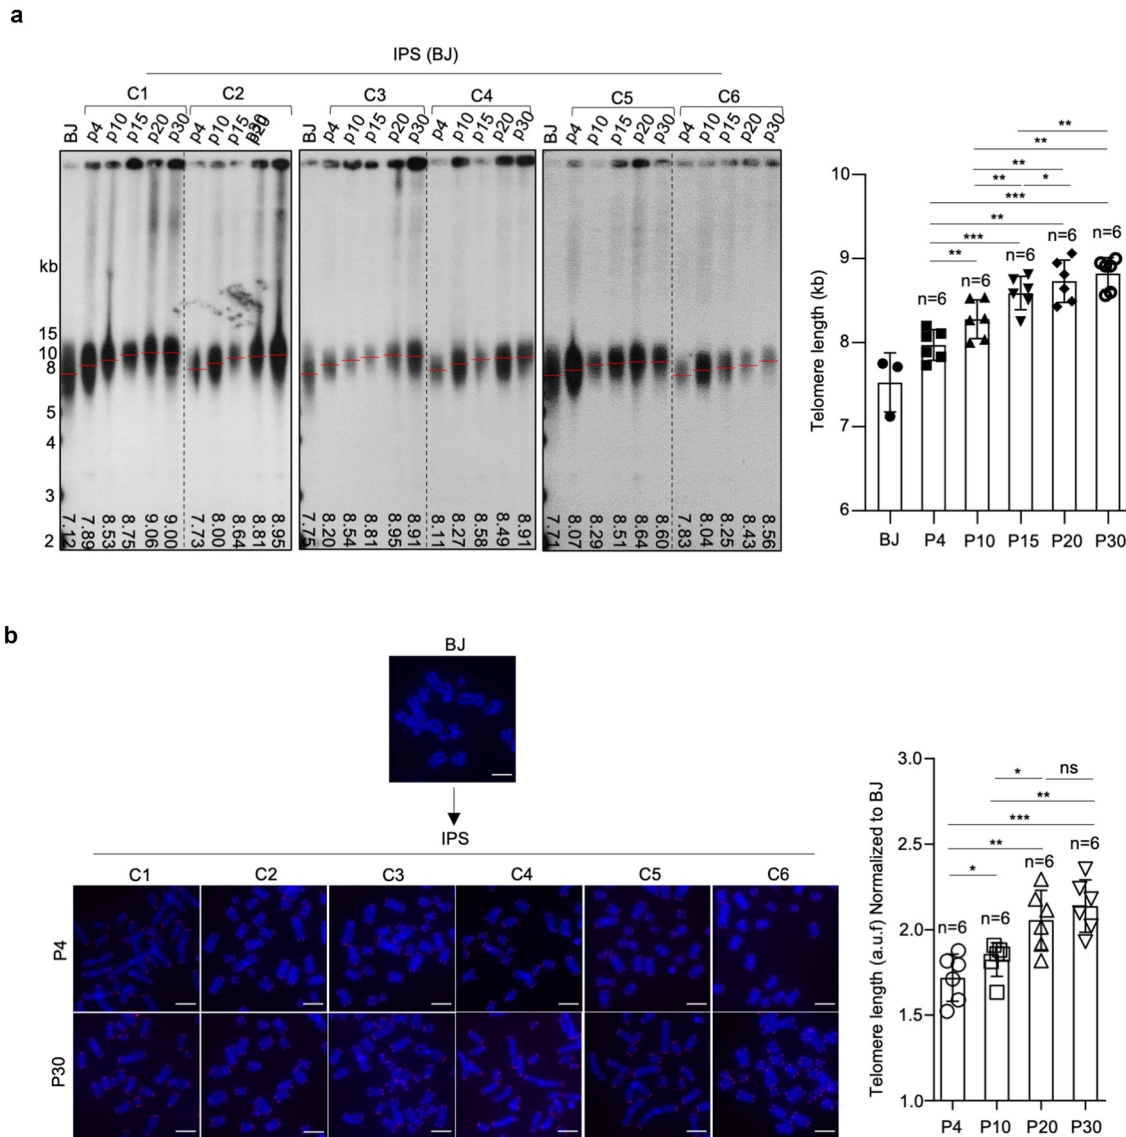 a
IPS (BJ)
C1 C2 C3 C4 C5 C6
BJ p4 p10 p15 p20 p30 p4 p10 p15 p20 p30
BJ p4 p10 p15 p20 p30 p4 p10 p15 p20 p30
BJ p4 p10 p15 p20 p30 p4 p10 p15 p20 p30
kb
15
10
8
5
4
3
2
7.12 7.89 8.53 8.75 9.06 9.00 7.73 8.00 8.64 8.81 8.95
7.75 8.20 8.54 8.81 8.95 8.91 8.11 8.27 8.58 8.49 8.91
7.71 8.07 8.29 8.51 8.64 8.60 7.83 8.04 8.25 8.43 8.56
Telomere length (kb)
10
9
8
7
6
**
**
**
** *
***
**
***
**
n=6 n=6 n=6 n=6 n=6
BJ P4 P10 P15 P20 P30
b
BJ
IPS
C1 C2 C3 C4 C5 C6
P4
P30
Telomere length (a.u.f) Normalized to BJ
3.0
2.5
2.0
1.5
1.0
* ns
**
***
**
*
n=6 n=6 n=6 n=6
P4 P10 P20 P30